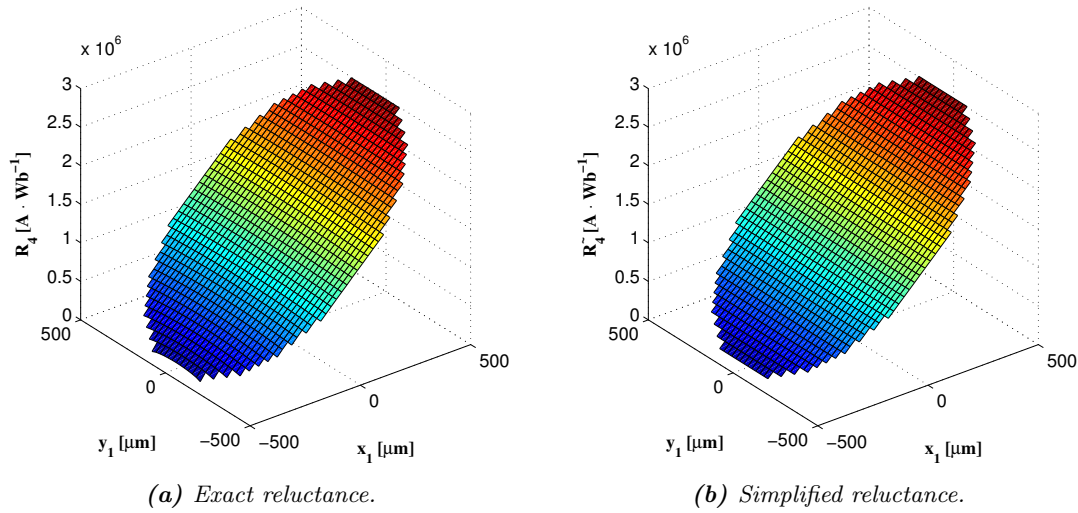 x 10^6
3
2.5
2
1.5
1
0.5
0
R_4 [A · Wb^-1]
500
0
−500
y_1 [μm]
−500
0
500
x_1 [μm]
(a) Exact reluctance.
x 10^6
3
2.5
2
1.5
1
0.5
0
R̃_4 [A · Wb^-1]
500
0
−500
y_1 [μm]
−500
0
500
x_1 [μm]
(b) Simplified reluctance.